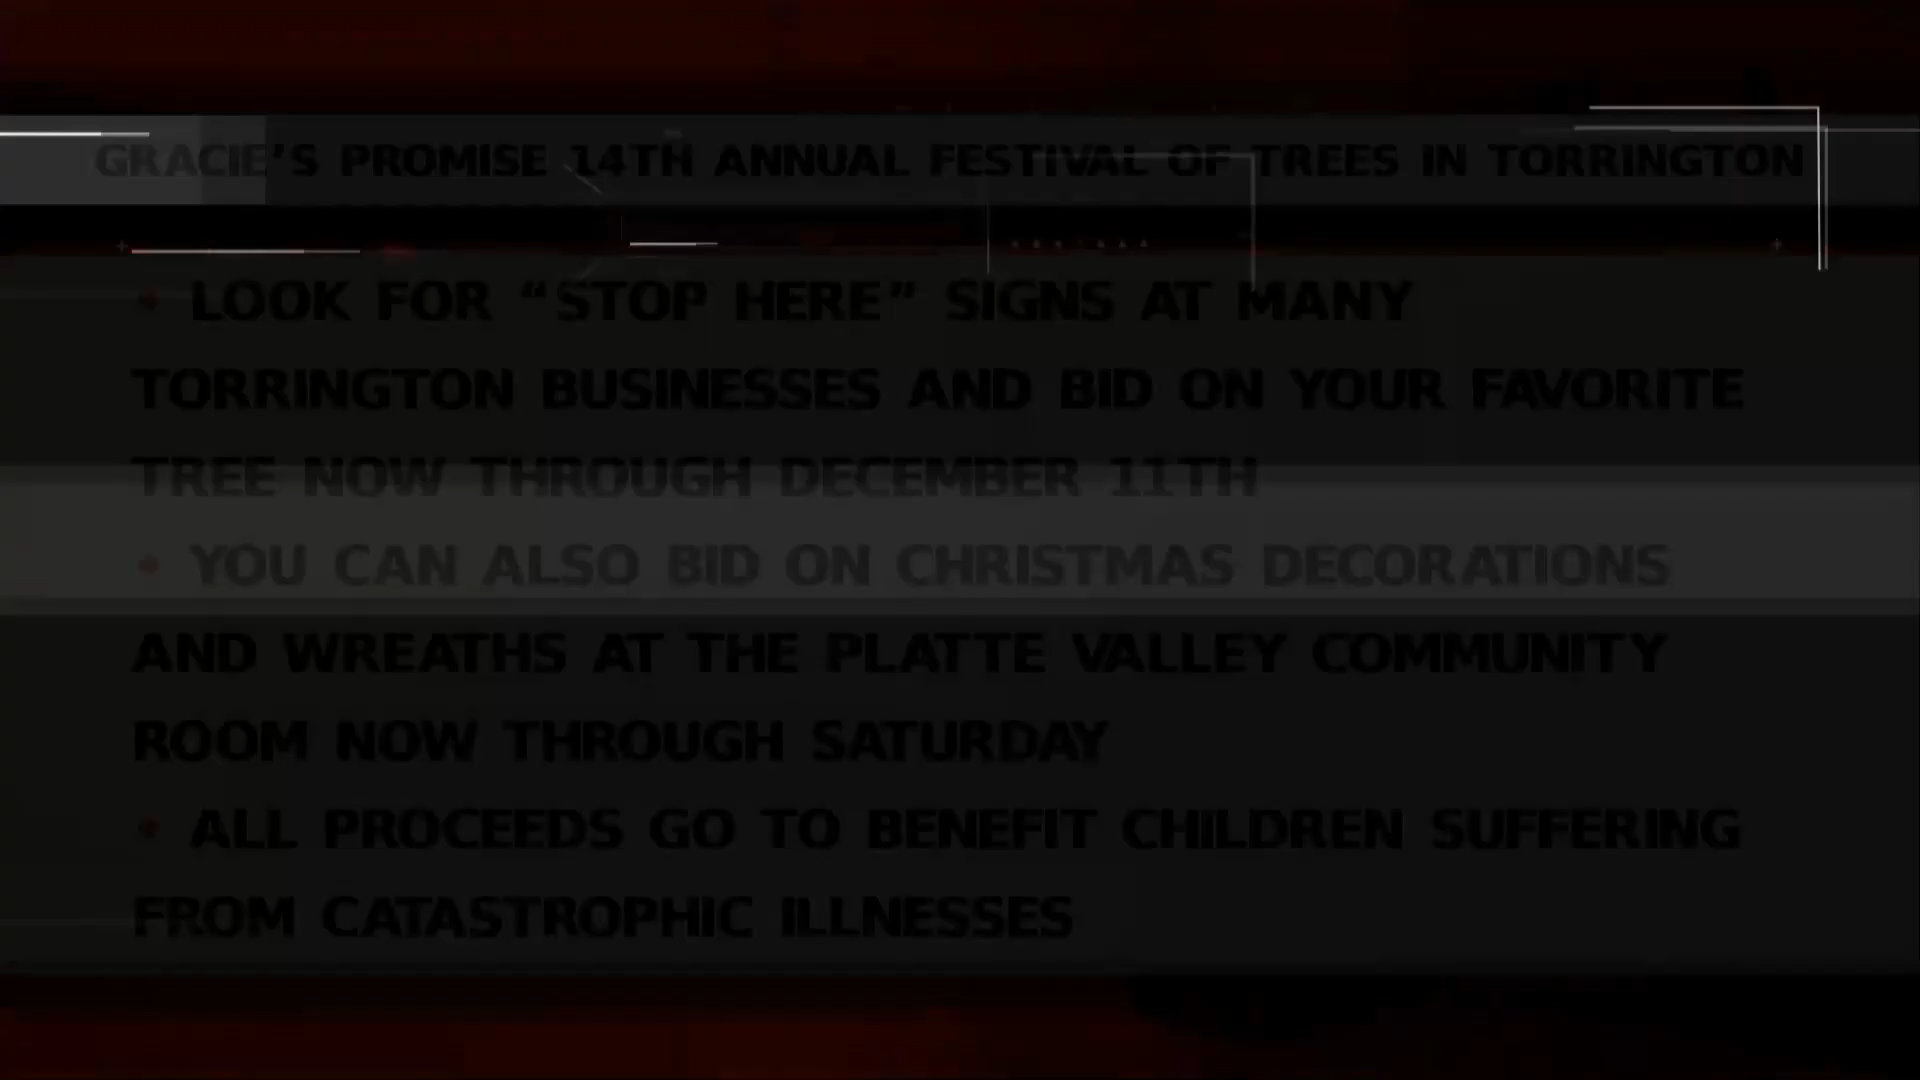 GRACIE’S PROMISE 14TH ANNUAL FESTIVAL OF TREES IN TORRINGTON
• LOOK FOR “STOP HERE” SIGNS AT MANY
TORRINGTON BUSINESSES AND BID ON YOUR FAVORITE
TREE NOW THROUGH DECEMBER 11TH
• YOU CAN ALSO BID ON CHRISTMAS DECORATIONS
AND WREATHS AT THE PLATTE VALLEY COMMUNITY
ROOM NOW THROUGH SATURDAY
• ALL PROCEEDS GO TO BENEFIT CHILDREN SUFFERING
FROM CATASTROPHIC ILLNESSES